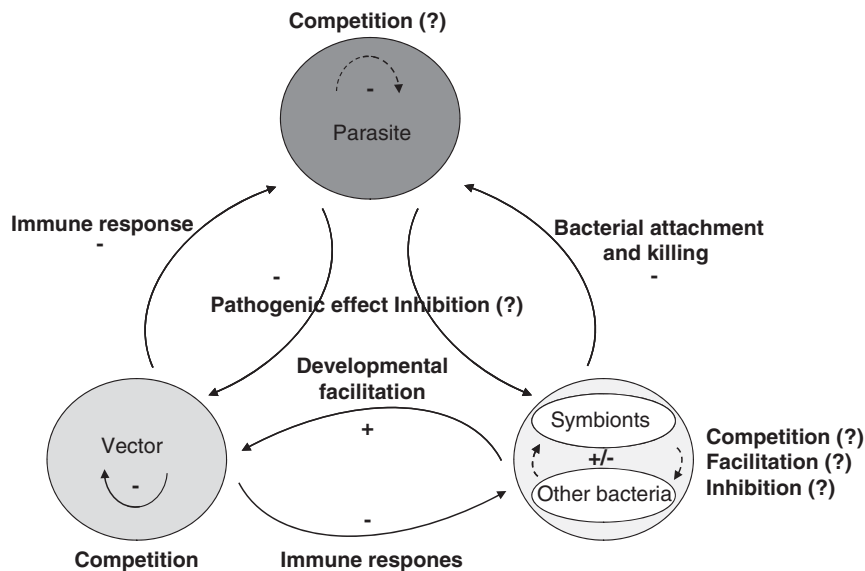 Competition (?)
-
Parasite
Immune response
-
Bacterial attachment
and killing
-
-
Pathogenic effect Inhibition (?)
Developmental
facilitation
+
Vector
-
Symbionts
+/-
Other bacteria
Competition (?)
Facilitation (?)
Inhibition (?)
-
Competition
Immune respones